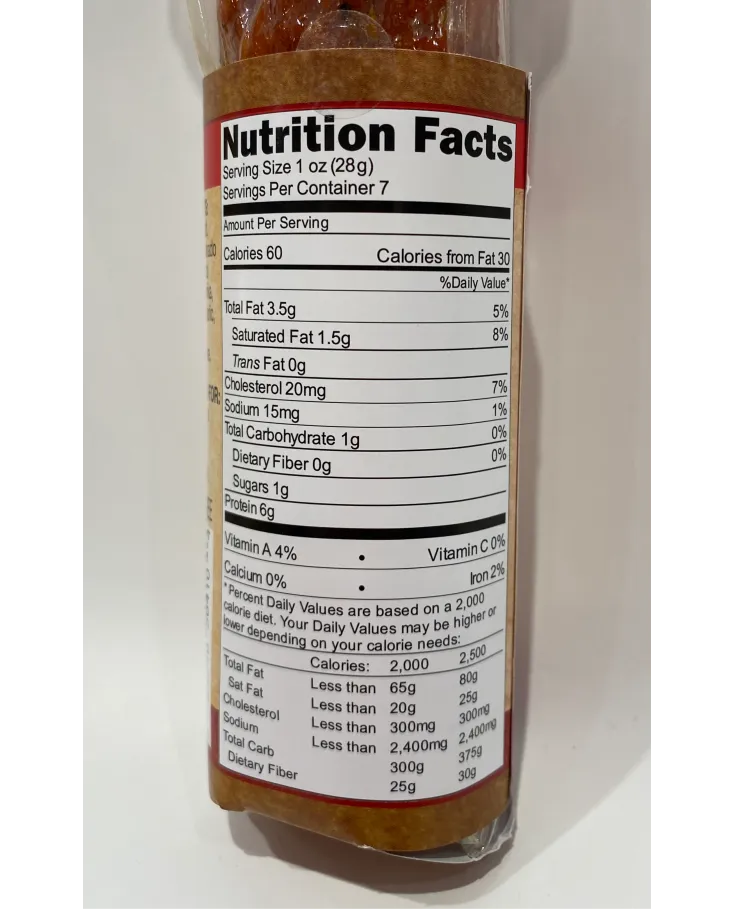 Nutrition Facts
Serving Size 1 oz (28g)
Servings Per Container 7
Amount Per Serving
Calories 60 Calories from Fat 30
%Daily Value*
Total Fat 3.5g 5%
Saturated Fat 1.5g 8%
Trans Fat 0g
Cholesterol 20mg 7%
Sodium 15mg 1%
Total Carbohydrate 1g 0%
Dietary Fiber 0g 0%
Sugars 1g
Protein 6g
Vitamin A 4% • Vitamin C 0%
Calcium 0% • Iron 2%
*Percent Daily Values are based on a 2,000
calorie diet. Your Daily Values may be higher or
lower depending on your calorie needs:
Calories: 2,000 2,500
Total Fat Less than 65g 80g
Sat Fat Less than 20g 25g
Cholesterol Less than 300mg 300mg
Sodium Less than 2,400mg 2,400mg
Total Carb 300g 375g
Dietary Fiber 25g 30g